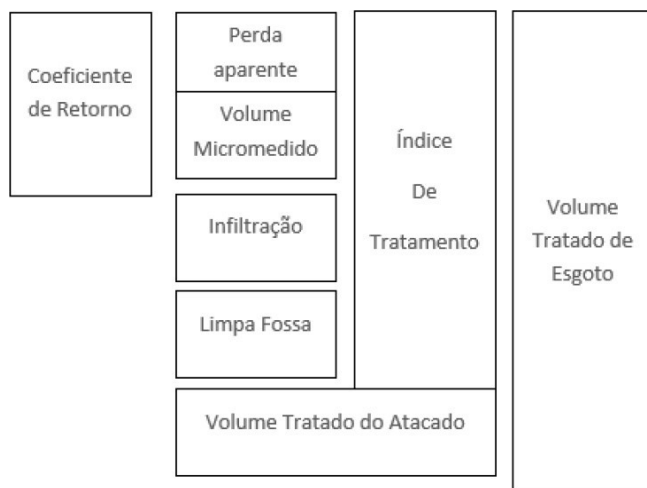 Coeficiente
de Retorno
Perda
aparente
Volume
Micromedido
Infiltração
Limpa Fossa
Índice
De
Tratamento
Volume Tratado do Atacado
Volume
Tratado de
Esgoto